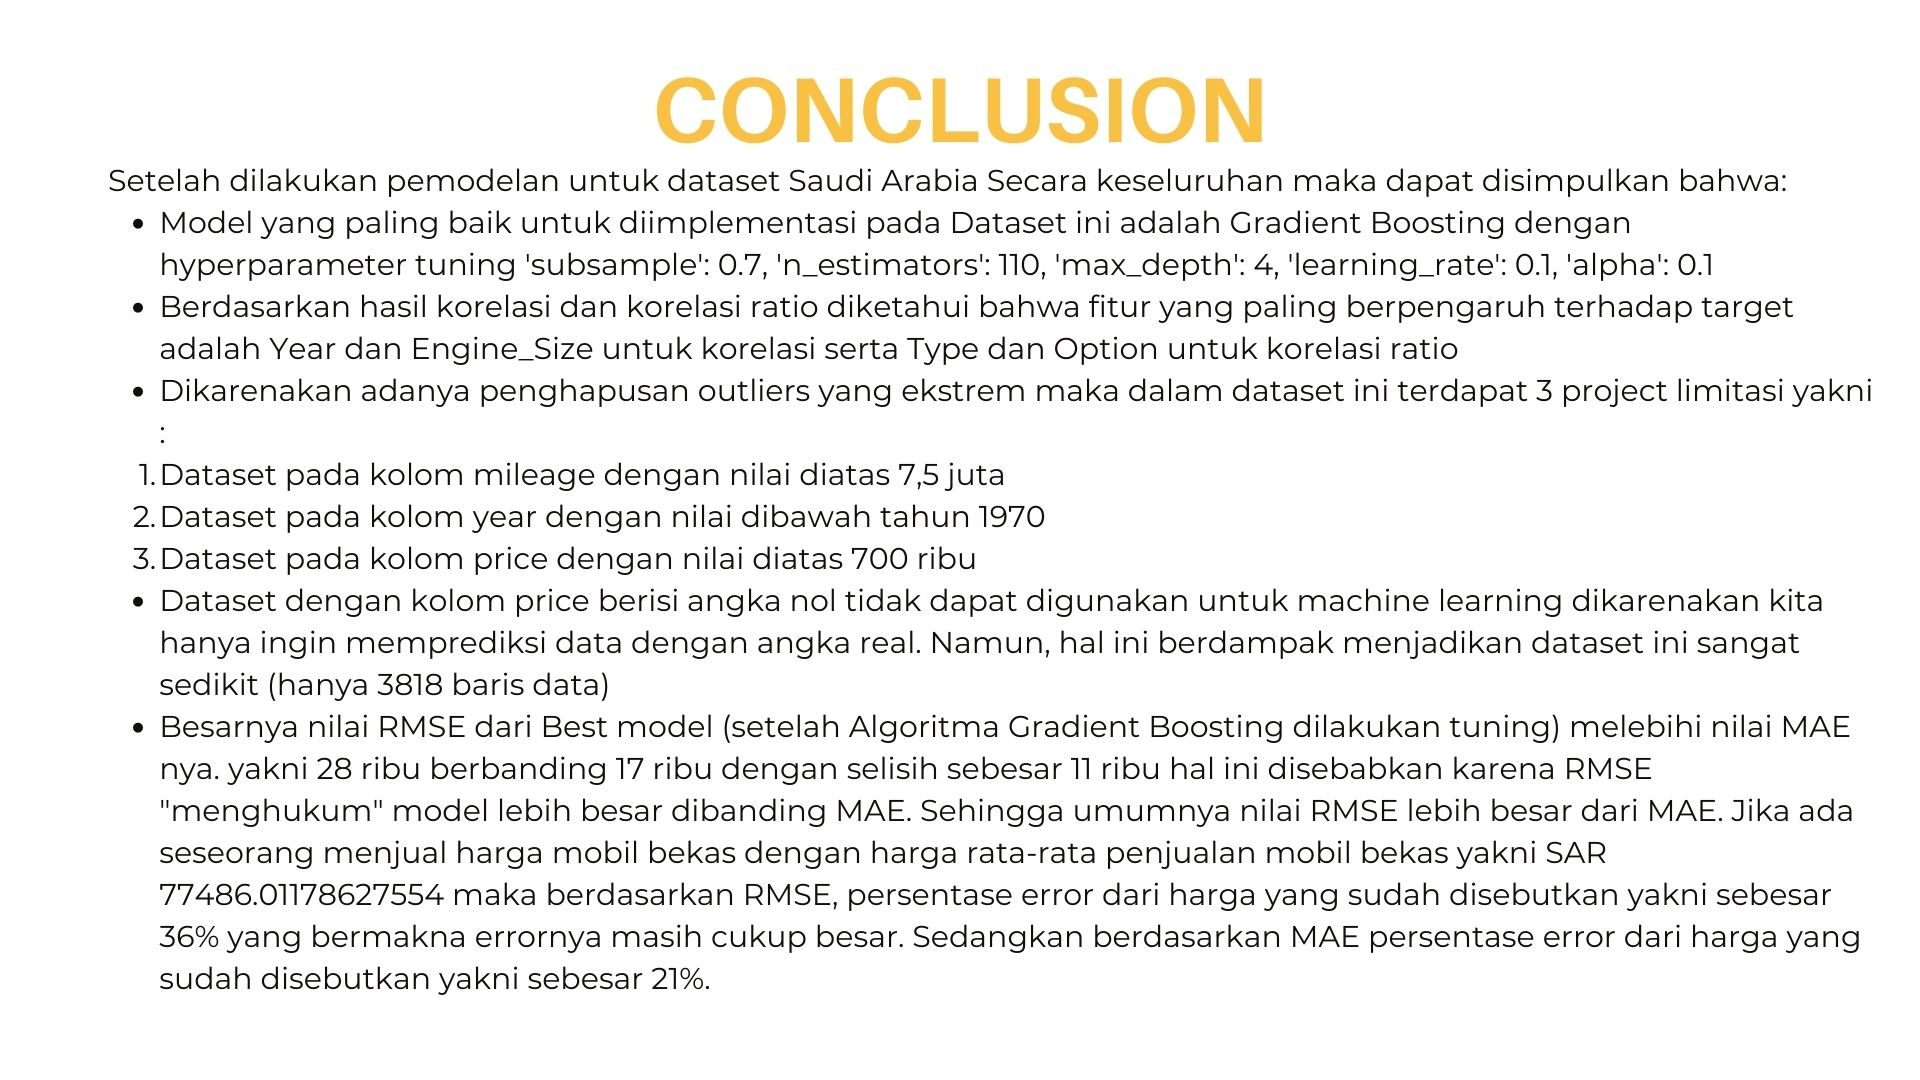 CONCLUSION
Setelah dilakukan pemodelan untuk dataset Saudi Arabia Secara keseluruhan maka dapat disimpulkan bahwa:
• Model yang paling baik untuk diimplementasi pada Dataset ini adalah Gradient Boosting dengan
hyperparameter tuning 'subsample': 0.7, 'n_estimators': 110, 'max_depth': 4, 'learning_rate': 0.1, 'alpha': 0.1
• Berdasarkan hasil korelasi dan korelasi ratio diketahui bahwa fitur yang paling berpengaruh terhadap target
adalah Year dan Engine_Size untuk korelasi serta Type dan Option untuk korelasi ratio
• Dikarenakan adanya penghapusan outliers yang ekstrem maka dalam dataset ini terdapat 3 project limitasi yakni
:
1. Dataset pada kolom mileage dengan nilai diatas 7,5 juta
2. Dataset pada kolom year dengan nilai dibawah tahun 1970
3. Dataset pada kolom price dengan nilai diatas 700 ribu
• Dataset dengan kolom price berisi angka nol tidak dapat digunakan untuk machine learning dikarenakan kita
hanya ingin memprediksi data dengan angka real. Namun, hal ini berdampak menjadikan dataset ini sangat
sedikit (hanya 3818 baris data)
• Besarnya nilai RMSE dari Best model (setelah Algoritma Gradient Boosting dilakukan tuning) melebihi nilai MAE
nya. yakni 28 ribu berbanding 17 ribu dengan selisih sebesar 11 ribu hal ini disebabkan karena RMSE
"menghukum" model lebih besar dibanding MAE. Sehingga umumnya nilai RMSE lebih besar dari MAE. Jika ada
seseorang menjual harga mobil bekas dengan harga rata-rata penjualan mobil bekas yakni SAR
77486.01178627554 maka berdasarkan RMSE, persentase error dari harga yang sudah disebutkan yakni sebesar
36% yang bermakna errornya masih cukup besar. Sedangkan berdasarkan MAE persentase error dari harga yang
sudah disebutkan yakni sebesar 21%.